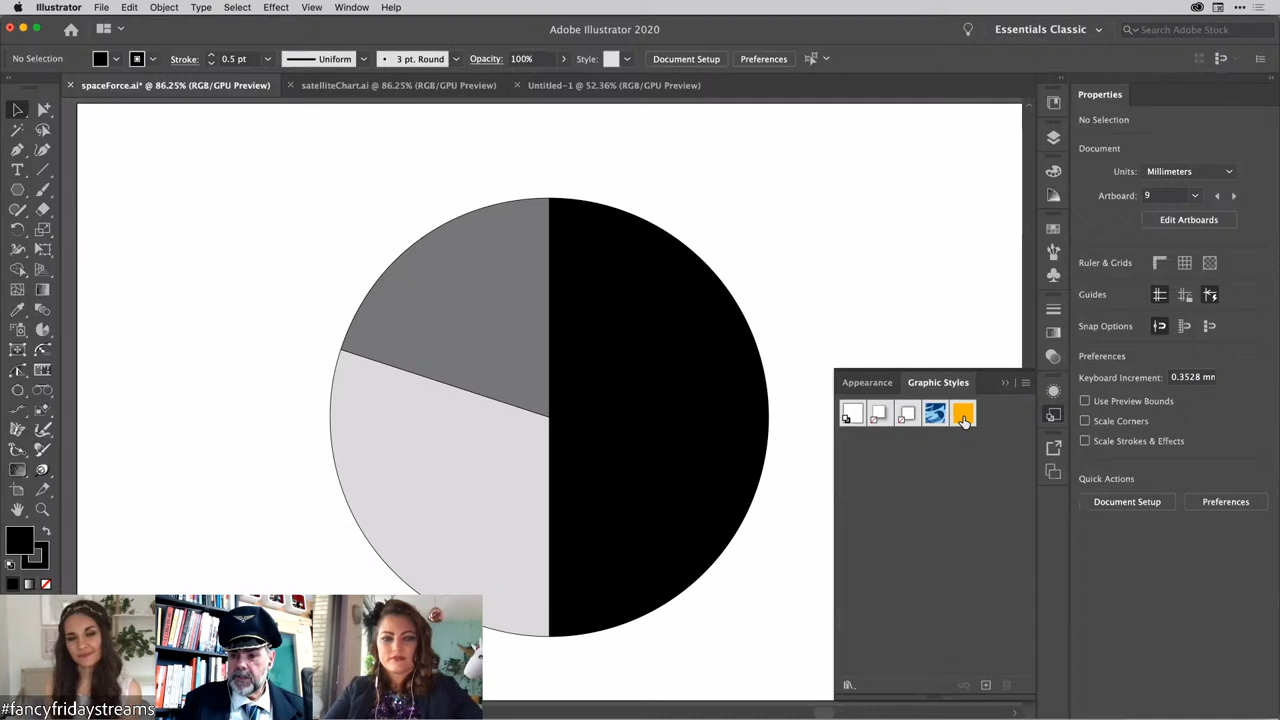 Illustrator File Edit Object Type Select Effect View Window Help
Adobe Illustrator 2020
Essentials Classic
Search Adobe Stock
No Selection
Stroke:
0.5 pt
Uniform
3 pt. Round
Opacity:
100%
Style:
Document Setup
Preferences
spaceForce.ai* @ 86.25% (RGB/GPU Preview)
satelliteChart.ai @ 86.25% (RGB/GPU Preview)
Untitled-1 @ 52.36% (RGB/GPU Preview)
Properties
No Selection
Document
Units:
Millimeters
Artboard:
9
Edit Artboards
Ruler & Grids
Guides
Snap Options
Preferences
Keyboard Increment:
0.3528 mm
Use Preview Bounds
Scale Corners
Scale Strokes & Effects
Quick Actions
Document Setup
Preferences
Appearance
Graphic Styles
#fancyfridaystreams